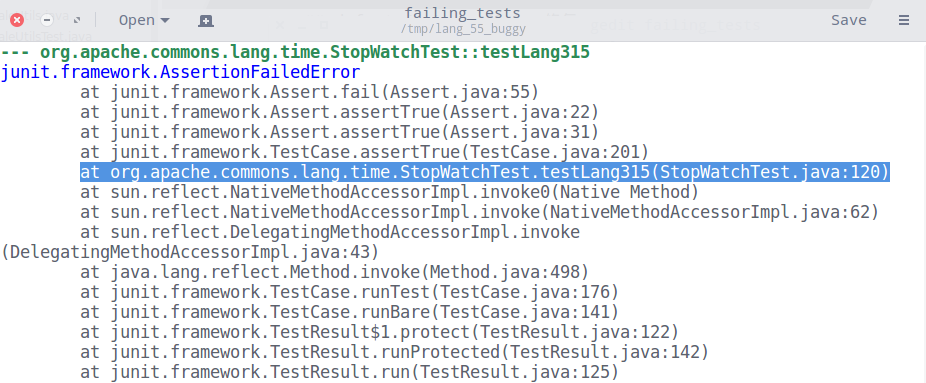 Open
failing_tests
/tmp/lang_55_buggy
Save
--- org.apache.commons.lang.time.StopWatchTest::testLang315
junit.framework.AssertionFailedError
at junit.framework.Assert.fail(Assert.java:55)
at junit.framework.Assert.assertTrue(Assert.java:22)
at junit.framework.Assert.assertTrue(Assert.java:31)
at junit.framework.TestCase.assertTrue(TestCase.java:201)
at org.apache.commons.lang.time.StopWatchTest.testLang315(StopWatchTest.java:120)
at sun.reflect.NativeMethodAccessorImpl.invoke0(Native Method)
at sun.reflect.NativeMethodAccessorImpl.invoke(NativeMethodAccessorImpl.java:62)
at sun.reflect.DelegatingMethodAccessorImpl.invoke
(DelegatingMethodAccessorImpl.java:43)
at java.lang.reflect.Method.invoke(Method.java:498)
at junit.framework.TestCase.runTest(TestCase.java:176)
at junit.framework.TestCase.runBare(TestCase.java:141)
at junit.framework.TestResult$1.protect(TestResult.java:122)
at junit.framework.TestResult.runProtected(TestResult.java:142)
at junit.framework.TestResult.run(TestResult.java:125)